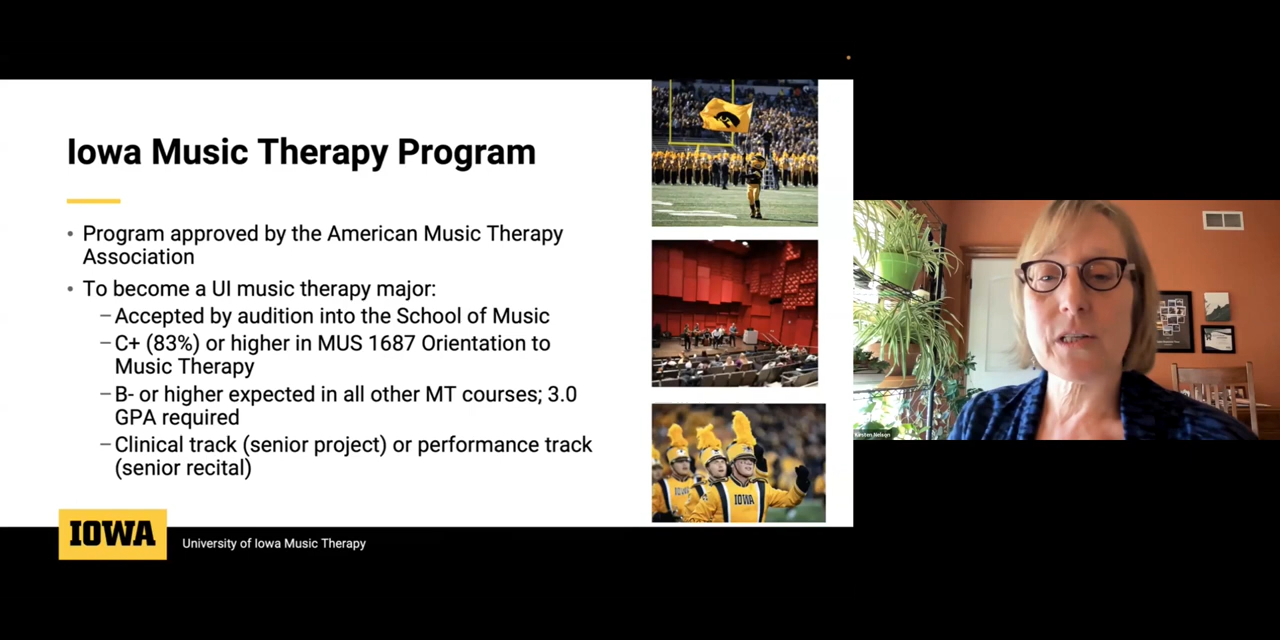 Iowa Music Therapy Program
• Program approved by the American Music Therapy
Association
• To become a UI music therapy major:
–Accepted by audition into the School of Music
–C+ (83%) or higher in MUS 1687 Orientation to
Music Therapy
–B- or higher expected in all other MT courses; 3.0
GPA required
–Clinical track (senior project) or performance track
(senior recital)
IOWA
IOWA
University of Iowa Music Therapy
Kirsten Nelson